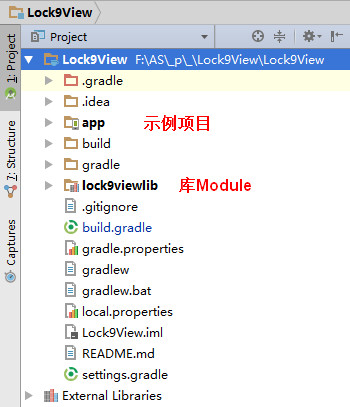 Lock9View
Project
Lock9View F:\AS\_p\_\Lock9View\Lock9View
.gradle
.idea
app 示例项目
build
gradle
lock9viewlib 库Module
.gitignore
build.gradle
gradle.properties
gradlew
gradlew.bat
local.properties
Lock9View.iml
README.md
settings.gradle
External Libraries
1: Project
7: Structure
Captures